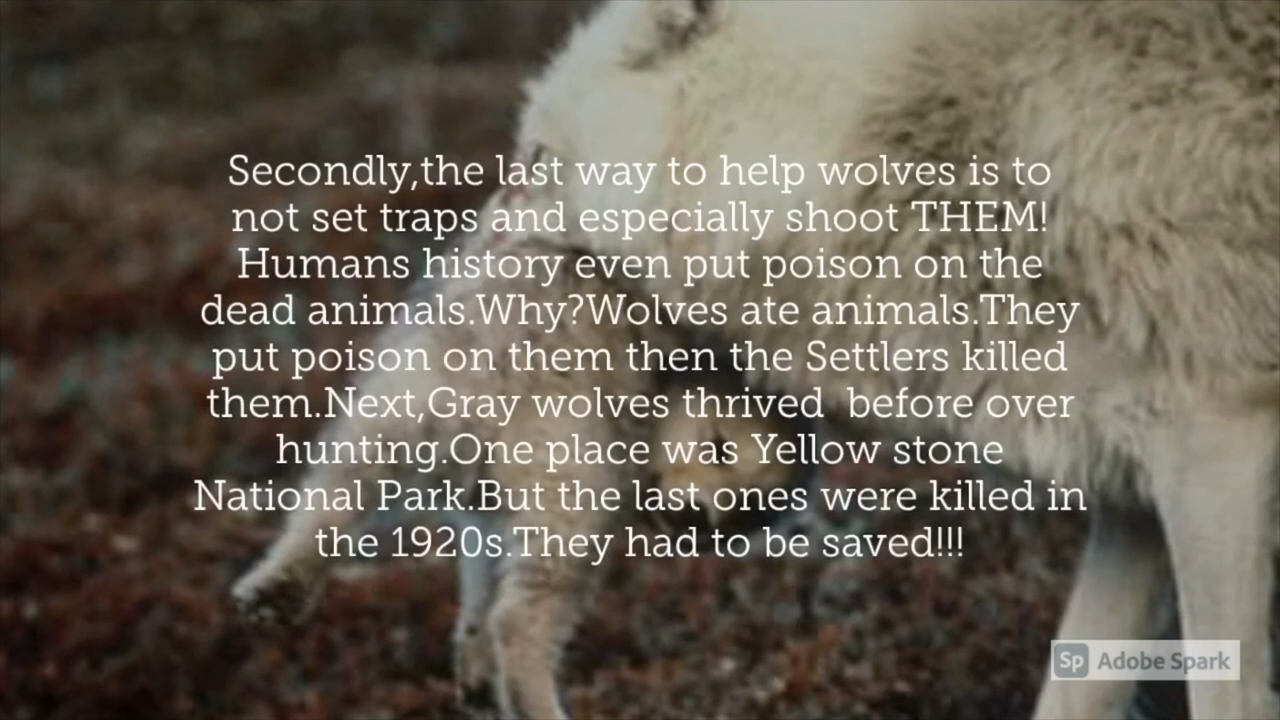 Secondly,the last way to help wolves is to
not set traps and especially shoot THEM!
Humans history even put poison on the
dead animals.Why?Wolves ate animals.They
put poison on them then the Settlers killed
them.Next,Gray wolves thrived  before over
hunting.One place was Yellow stone
National Park.But the last ones were killed in
the 1920s.They had to be saved!!!
Sp Adobe Spark